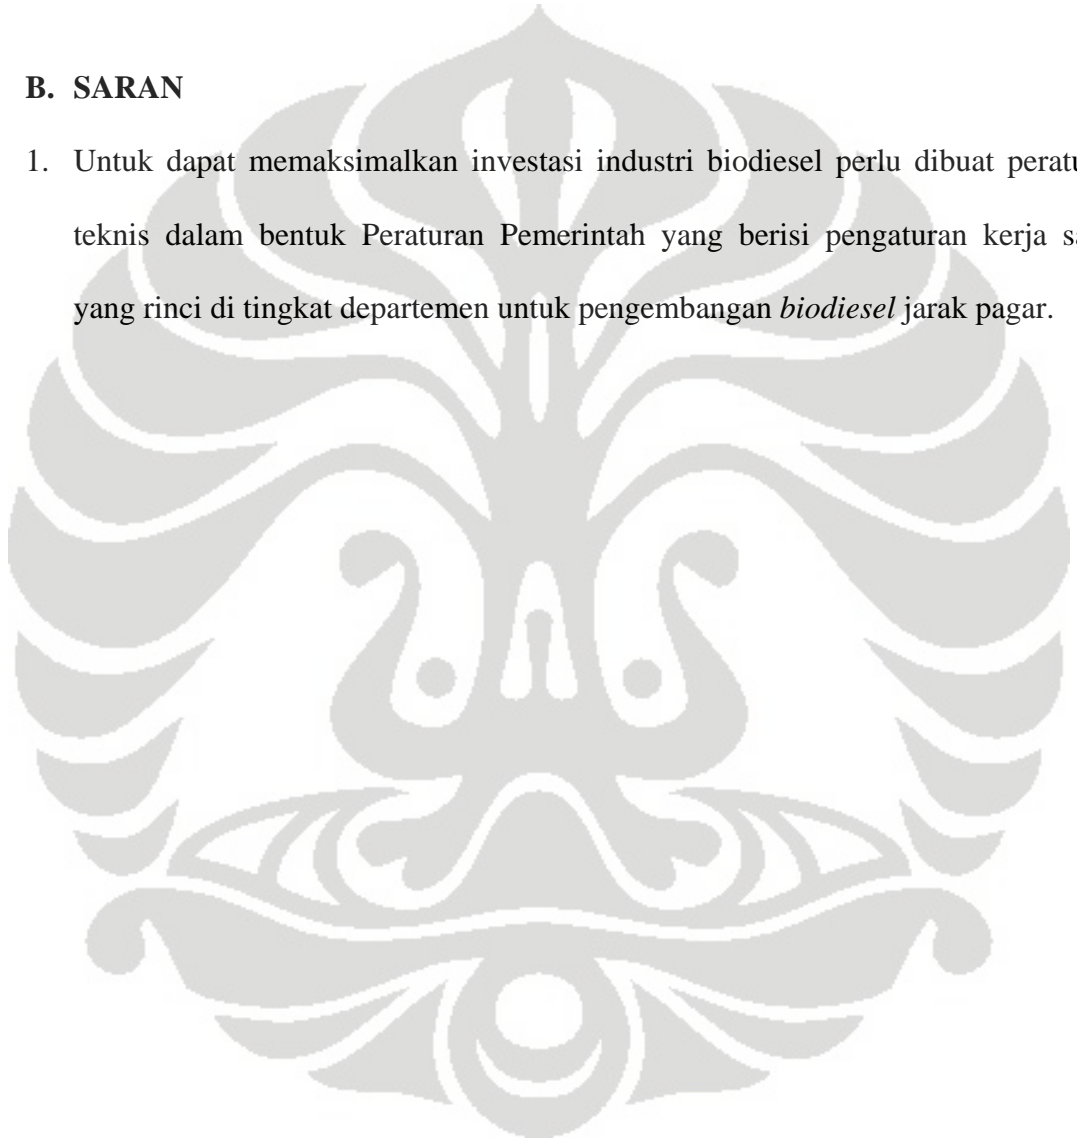 B. SARAN
1. Untuk dapat memaksimalkan investasi industri biodiesel perlu dibuat
teknis dalam bentuk Peraturan Pemerintah yang berisi pengaturan kerja
yang rinci di tingkat departemen untuk pengembangan biodiesel jarak pagar.